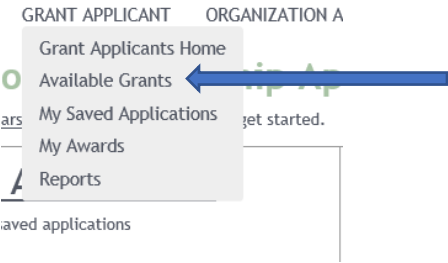 GRANT APPLICANT ORGANIZATION A
Grant Applicants Home
Available Grants
My Saved Applications
get started.
My Awards
Reports
saved applications